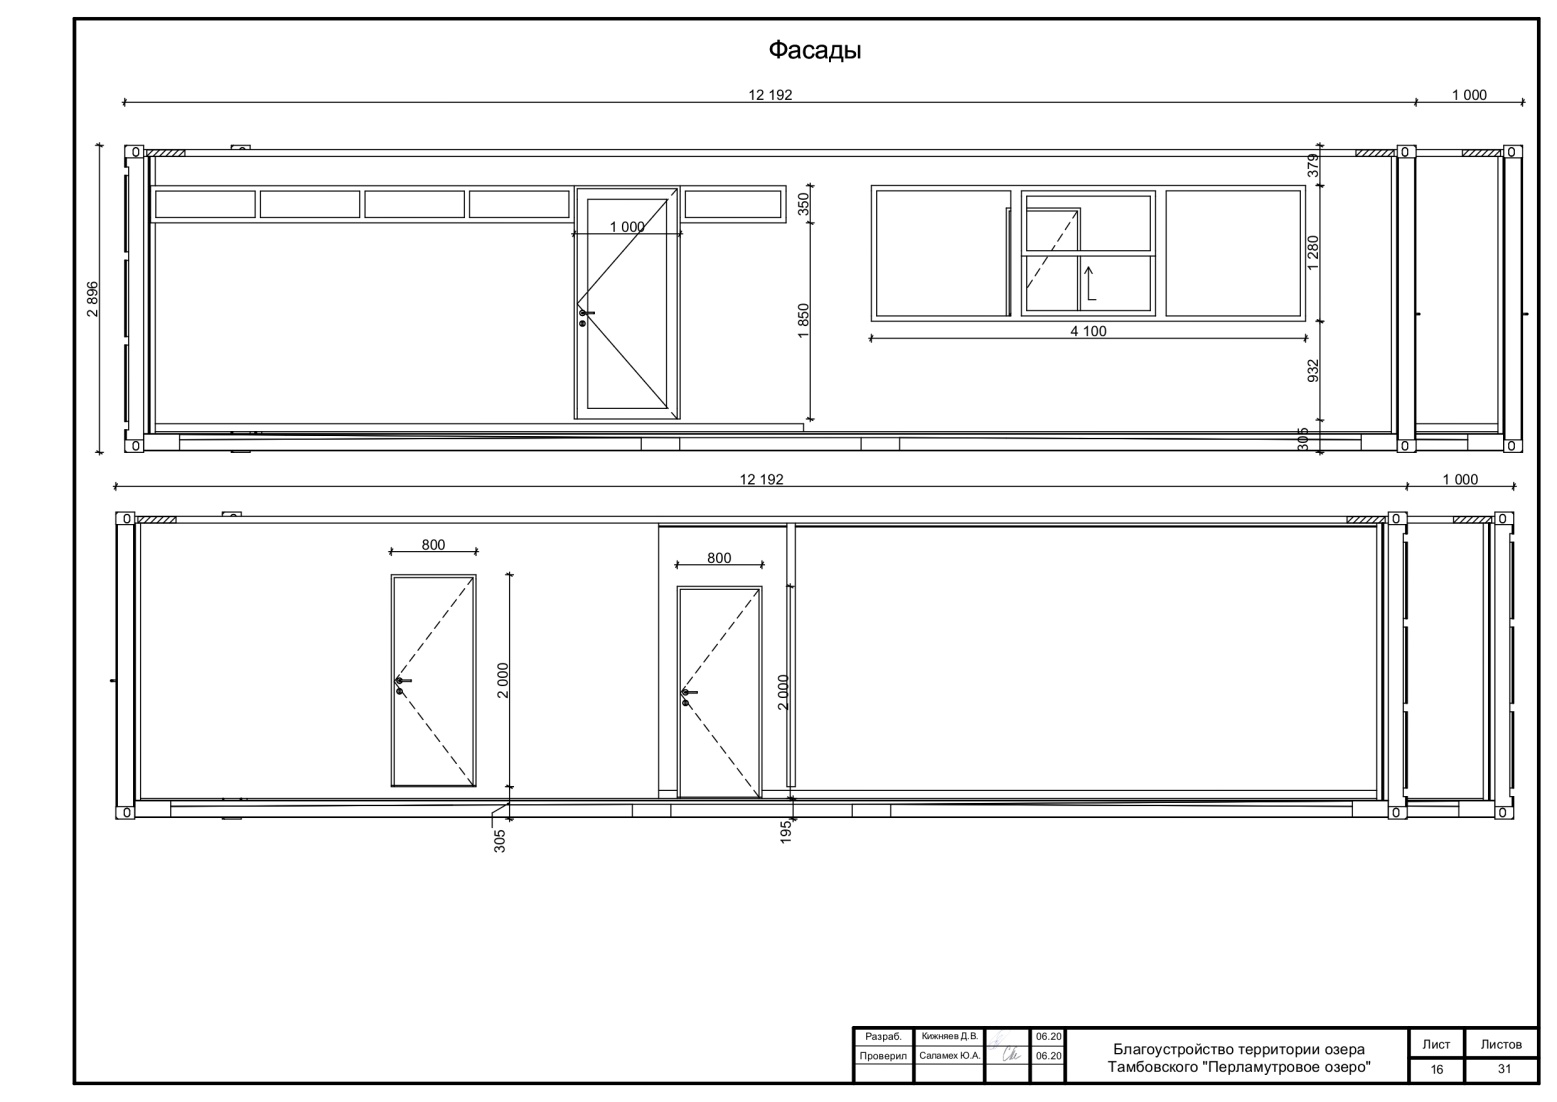 Фасады
12 192
1 000
379
350
1 000
1 280
2 896
1 850
4 100
932
305
12 192
1 000
800
800
2 000
2 000
305
195
Разраб.
Кижняев Д.В.
06.20
Проверил
Саламех Ю.А.
06.20
Благоустройство территории озера
Тамбовского "Перламутровое озеро"
Лист
Листов
16
31